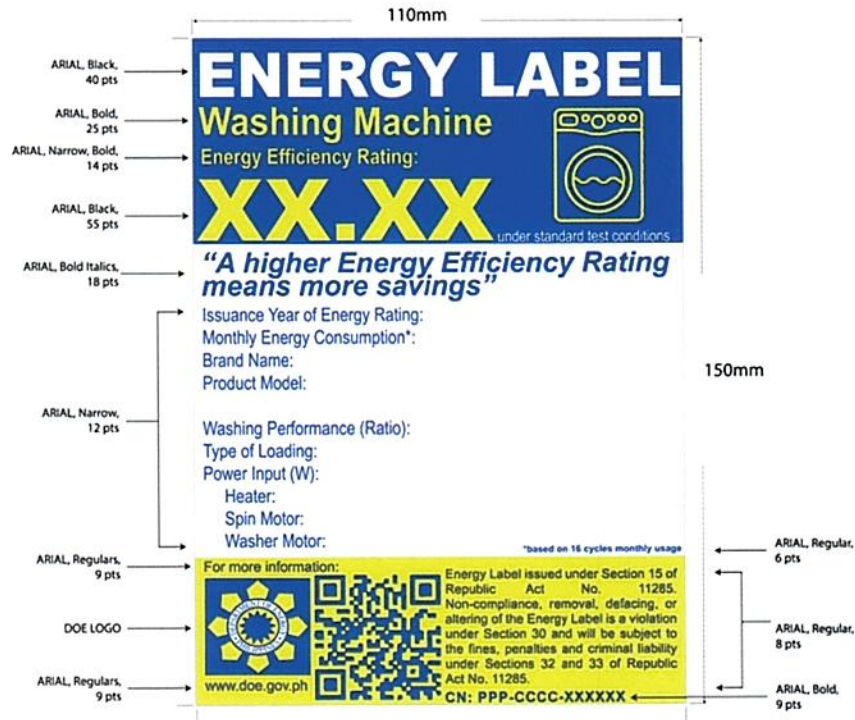 110mm
ARIAL, Black,
40 pts
ENERGY LABEL
ARIAL, Bold,
25 pts
Washing Machine
ARIAL, Narrow, Bold,
14 pts
Energy Efficiency Rating:
ARIAL, Black,
55 pts
XX.XX
under standard test conditions
ARIAL, Bold Italics,
18 pts
“A higher Energy Efficiency Rating
means more savings”
Issuance Year of Energy Rating:
Monthly Energy Consumption*:
Brand Name:
Product Model:
150mm
ARIAL, Narrow,
12 pts
Washing Performance (Ratio):
Type of Loading:
Power Input (W):
Heater:
Spin Motor:
Washer Motor:
*based on 16 cycles monthly usage
ARIAL, Regular,
6 pts
ARIAL, Regulars,
9 pts
For more information:
Energy Label issued under Section 15 of
Republic Act No. 11285.
Non-compliance, removal, defacing, or
altering of the Energy Label is a violation
under Section 30 and will be subject to
the fines, penalties and criminal liability
under Sections 32 and 33 of Republic
Act No. 11285.
ARIAL, Regular,
8 pts
DOE LOGO
DEPARTMENT OF ENERGY
PHILIPPINES
ARIAL, Regulars,
9 pts
www.doe.gov.ph
CN: PPP-CCCC-XXXXXX
ARIAL, Bold,
9 pts